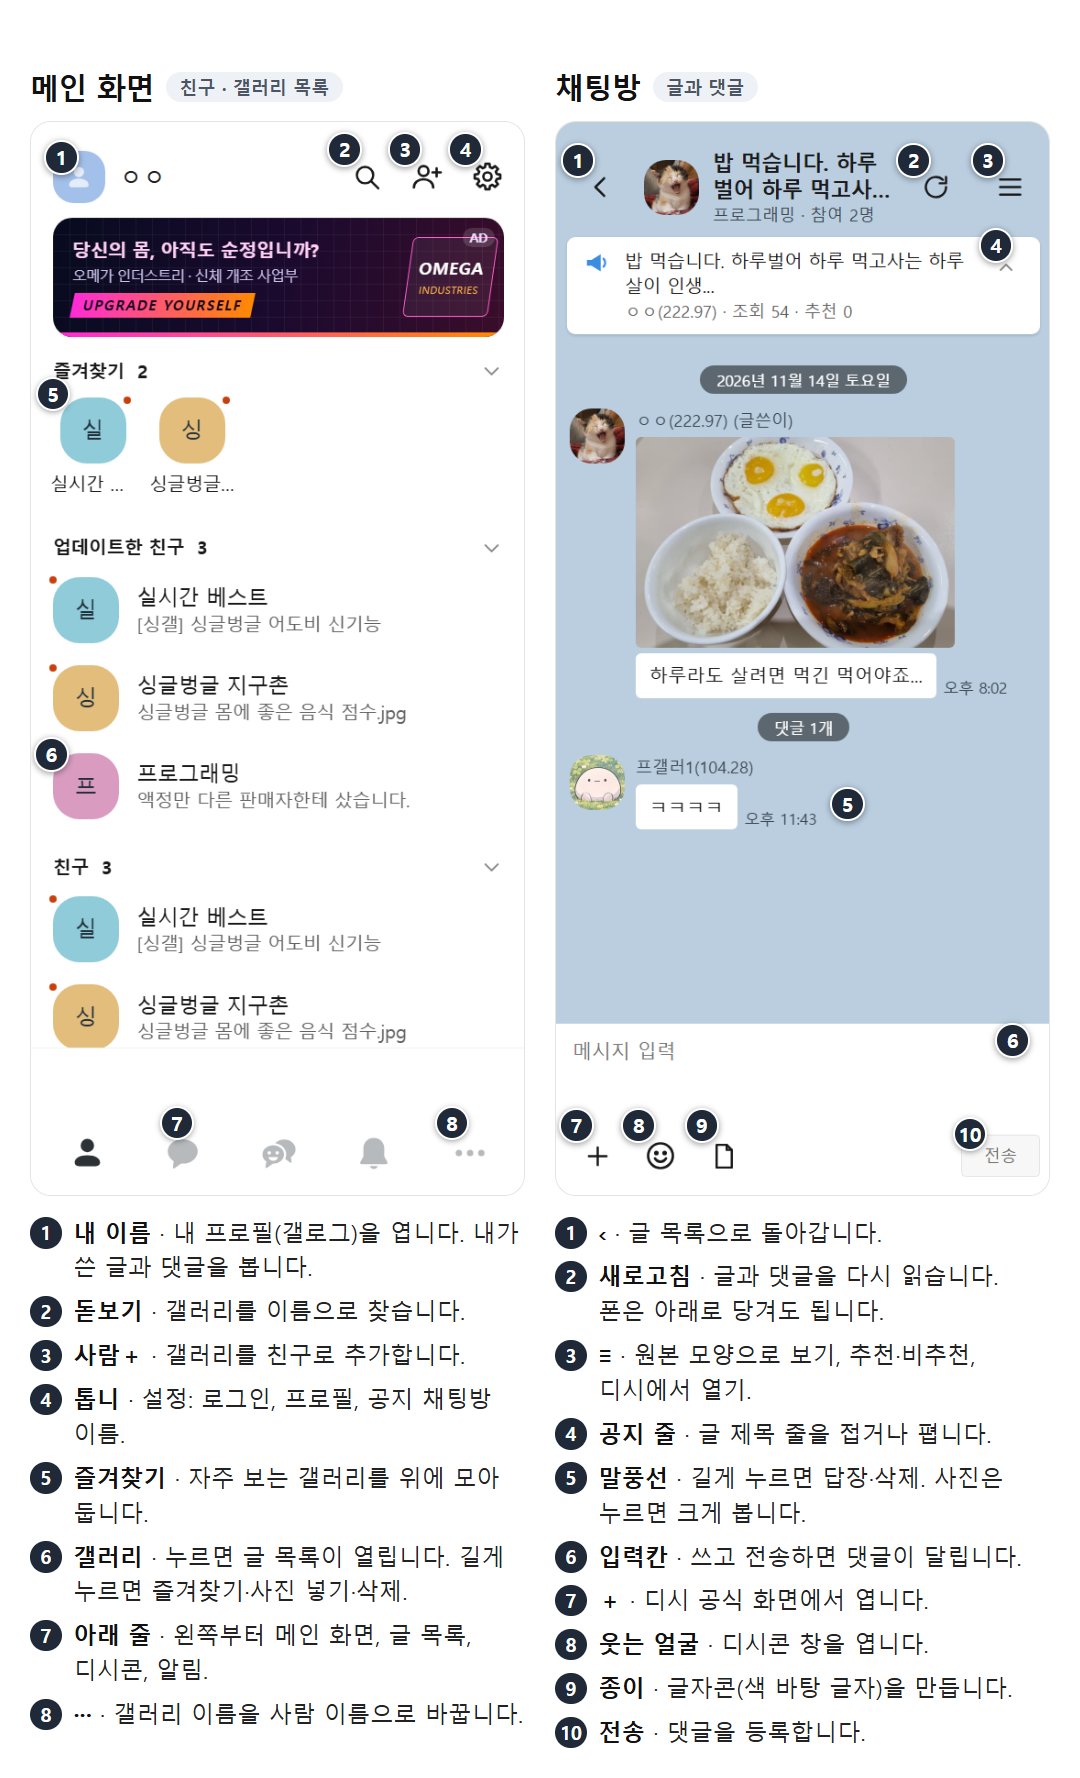 메인 화면 친구 · 갤러리 목록
1
ㅇㅇ
2
3
4
당신의 몸, 아직도 순정입니까?
오메가 인더스트리 · 신체 개조 사업부
UPGRADE YOURSELF
AD
OMEGA
INDUSTRIES
즐겨찾기 2
5
실
싱
실시간 ...
싱글벙글...
업데이트한 친구 3
실
실시간 베스트
[싱갤] 싱글벙글 어도비 신기능
싱
싱글벙글 지구촌
싱글벙글 몸에 좋은 음식 점수.jpg
6
프
프로그래밍
액정만 다른 판매자한테 샀습니다.
친구 3
실
실시간 베스트
[싱갤] 싱글벙글 어도비 신기능
싱
싱글벙글 지구촌
싱글벙글 몸에 좋은 음식 점수.jpg
7
8
1 내 이름 · 내 프로필(갤로그)을 엽니다. 내가
쓴 글과 댓글을 봅니다.
2 돋보기 · 갤러리를 이름으로 찾습니다.
3 사람+ · 갤러리를 친구로 추가합니다.
4 톱니 · 설정: 로그인, 프로필, 공지 채팅방
이름.
5 즐겨찾기 · 자주 보는 갤러리를 위에 모아
둡니다.
6 갤러리 · 누르면 글 목록이 열립니다. 길게
누르면 즐겨찾기·사진 넣기·삭제.
7 아래 줄 · 왼쪽부터 메인 화면, 글 목록,
디시콘, 알림.
8 ··· · 갤러리 이름을 사람 이름으로 바꿉니다.
채팅방 글과 댓글
1
밥 먹습니다. 하루
벌어 하루 먹고사...
프로그래밍 · 참여 2명
2
3
4
밥 먹습니다. 하루벌어 하루 먹고사는 하루
살이 인생...
ㅇㅇ(222.97) · 조회 54 · 추천 0
2026년 11월 14일 토요일
ㅇㅇ(222.97) (글쓴이)
하루라도 살려면 먹긴 먹어야죠...
오후 8:02
댓글 1개
프갤러1(104.28)
ㅋㅋㅋㅋ
오후 11:43
5
메시지 입력
6
7
8
9
10
전송
1 < · 글 목록으로 돌아갑니다.
2 새로고침 · 글과 댓글을 다시 읽습니다.
폰은 아래로 당겨도 됩니다.
3 ≡ · 원본 모양으로 보기, 추천·비추천,
디시에서 열기.
4 공지 줄 · 글 제목 줄을 접거나 폅니다.
5 말풍선 · 길게 누르면 답장·삭제. 사진은
누르면 크게 봅니다.
6 입력칸 · 쓰고 전송하면 댓글이 달립니다.
7 + · 디시 공식 화면에서 엽니다.
8 웃는 얼굴 · 디시콘 창을 엽니다.
9 종이 · 글자콘(색 바탕 글자)을 만듭니다.
10 전송 · 댓글을 등록합니다.